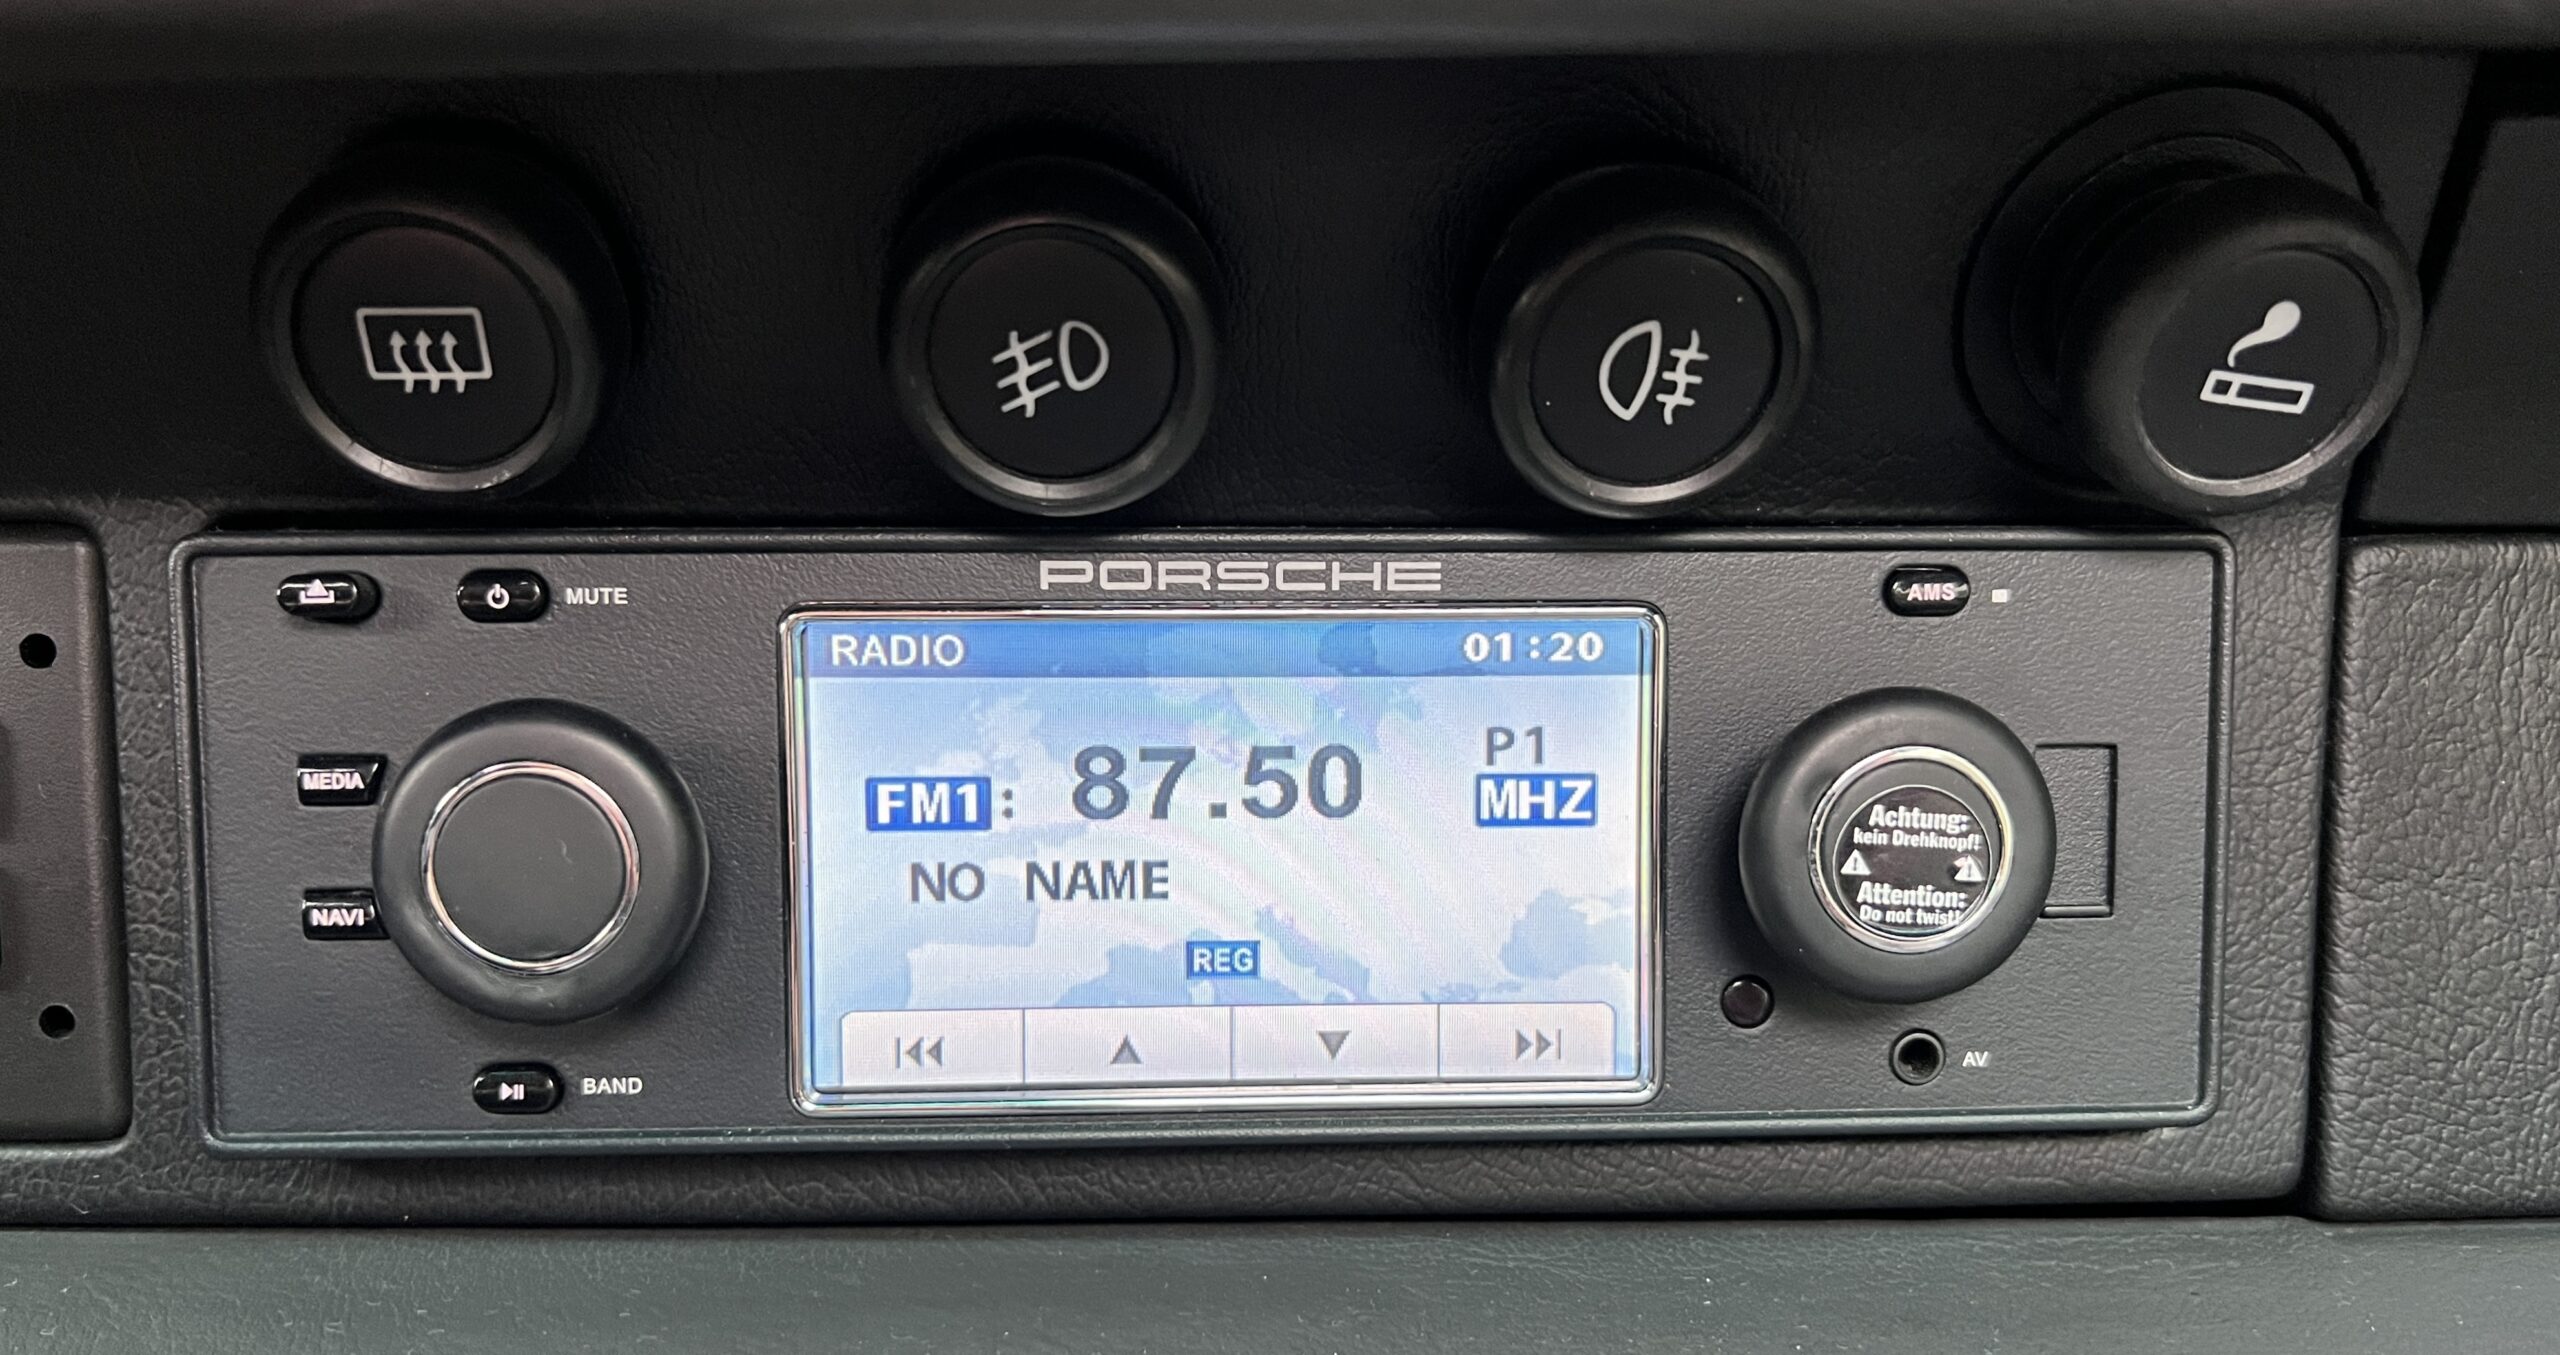 MUTE
PORSCHE
AMS
RADIO
01:20
MEDIA
P1
FM1: 87.50 MHZ
Achtung:
kein Drehknopf!
Attention:
Do not twist!
NO NAME
NAVI
REG
BAND
AV